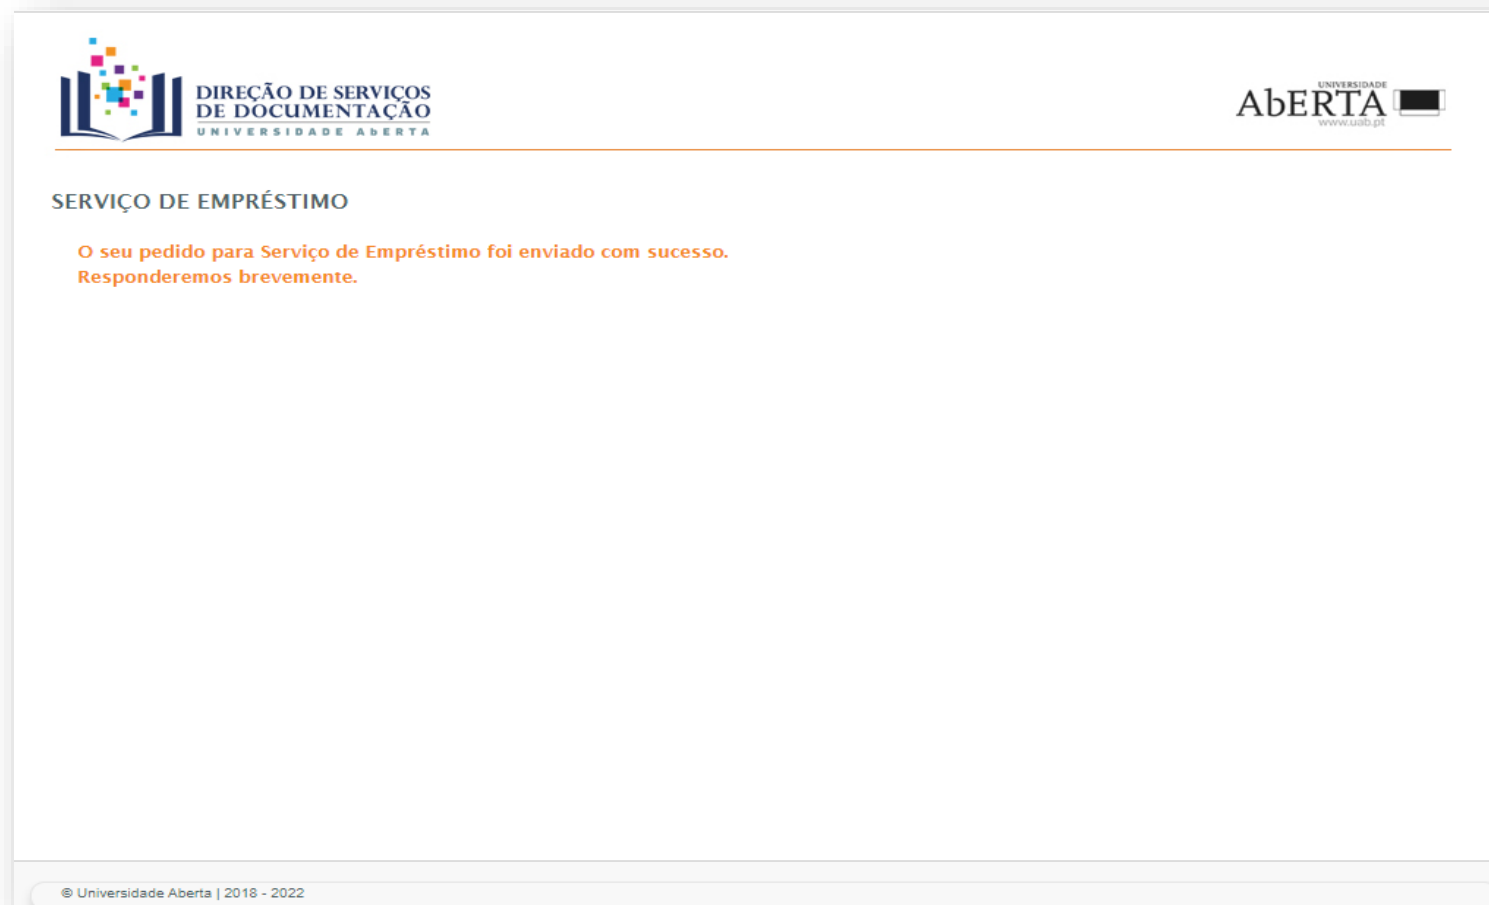 DIREÇÃO DE SERVIÇOS
DE DOCUMENTAÇÃO
UNIVERSIDADE AbERTA
UNIVERSIDADE
AbERTA
www.uab.pt
SERVIÇO DE EMPRÉSTIMO
O seu pedido para Serviço de Empréstimo foi enviado com sucesso.
Responderemos brevemente.
© Universidade Aberta | 2018 - 2022